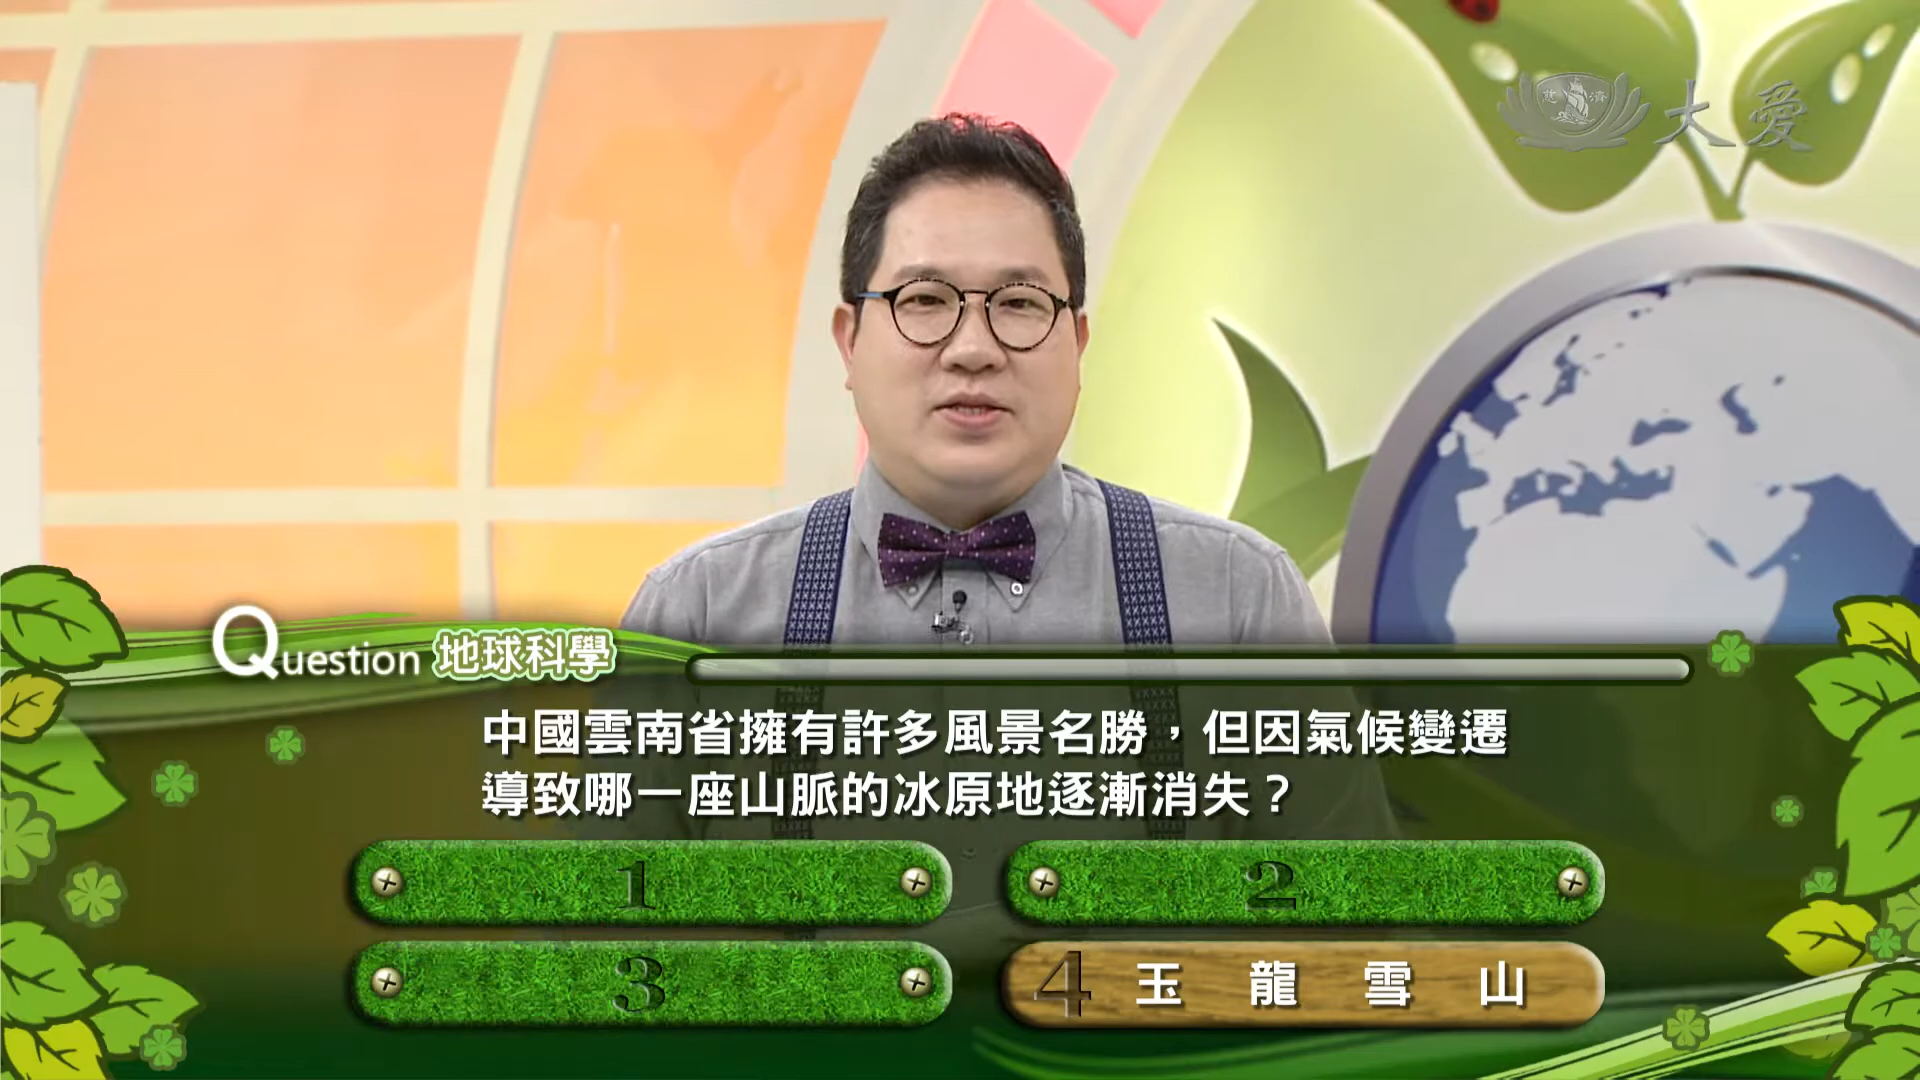 慈濟
大愛
Question 地球科學
中國雲南省擁有許多風景名勝，但因氣候變遷
導致哪一座山脈的冰原地逐漸消失？
1
2
3
4 玉龍雪山